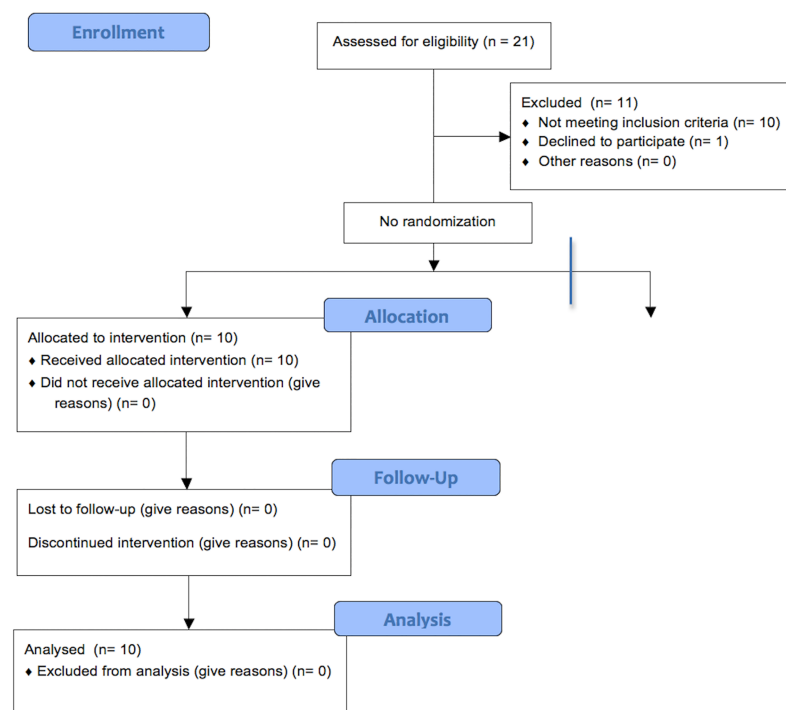 Enrollment
Assessed for eligibility (n = 21)
Excluded (n= 11)
♦ Not meeting inclusion criteria (n= 10)
♦ Declined to participate (n= 1)
♦ Other reasons (n= 0)
No randomization
Allocation
Allocated to intervention (n= 10)
♦ Received allocated intervention (n= 10)
♦ Did not receive allocated intervention (give
reasons) (n= 0)
Follow-Up
Lost to follow-up (give reasons) (n= 0)
Discontinued intervention (give reasons) (n= 0)
Analysis
Analysed (n= 10)
♦ Excluded from analysis (give reasons) (n= 0)